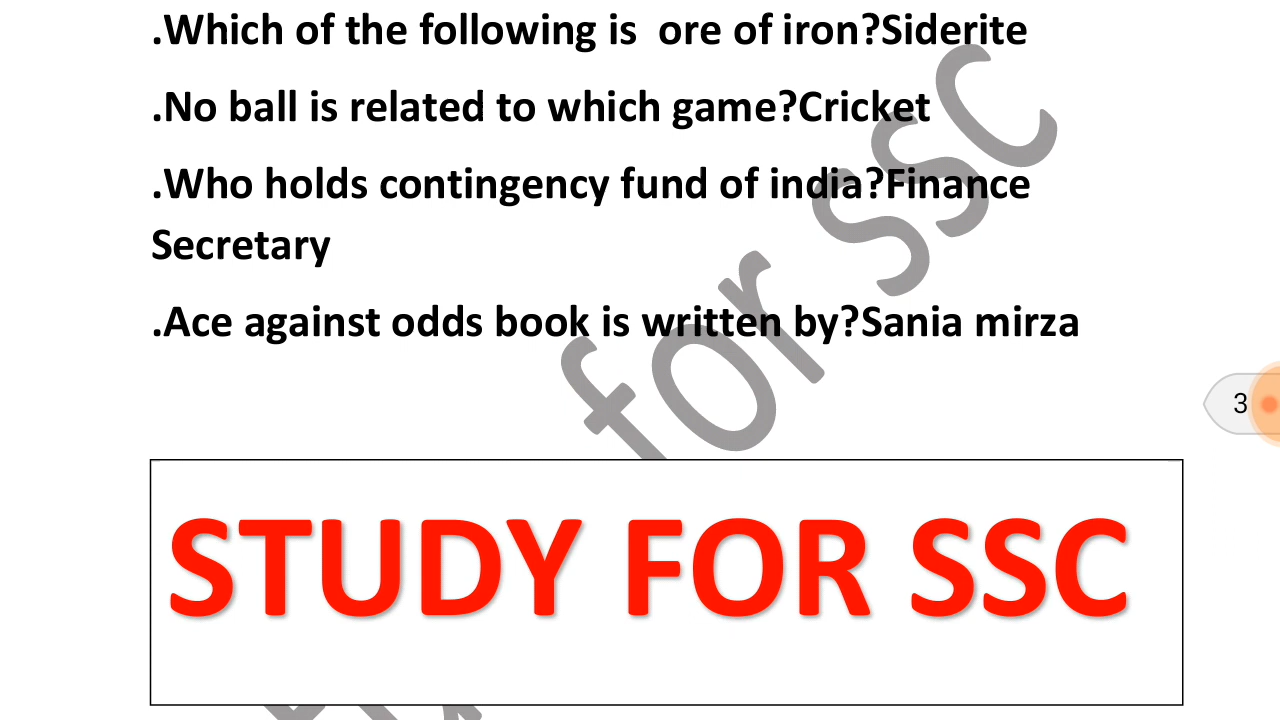 .Which of the following is  ore of iron?Siderite
.No ball is related to which game?Cricket
.Who holds contingency fund of india?Finance
Secretary
.Ace against odds book is written by?Sania mirza
for ssc
3
STUDY FOR SSC